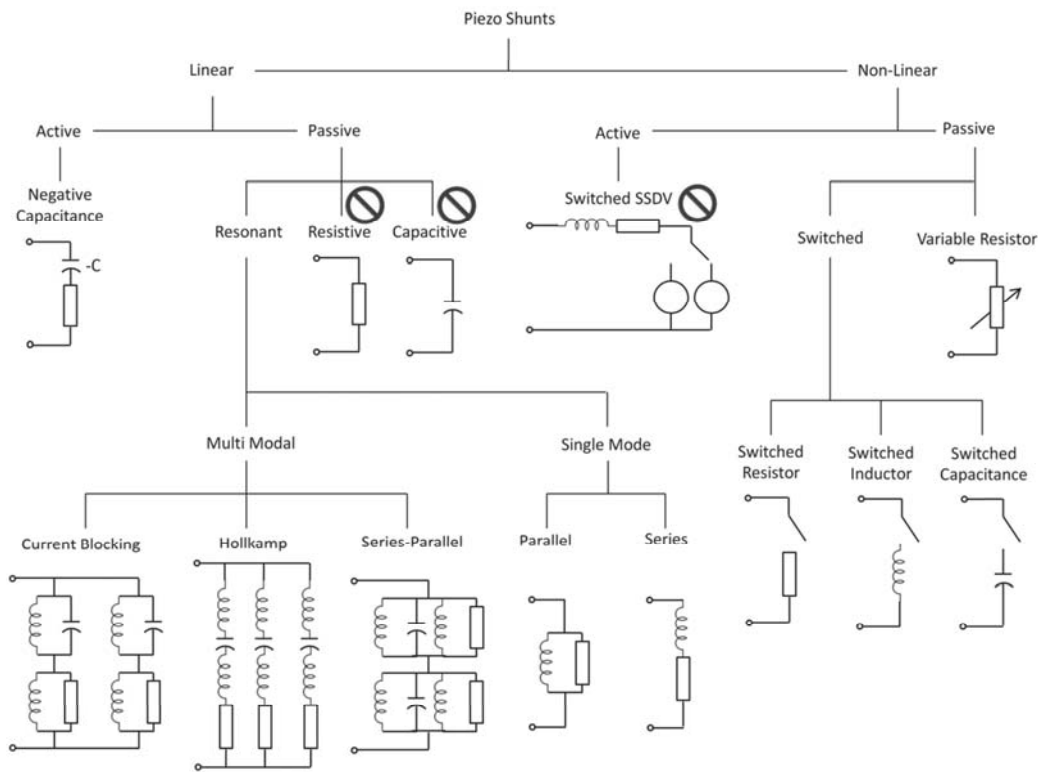 Piezo Shunts
Linear
Non-Linear
Active
Passive
Active
Passive
Negative
Capacitance
-C
Resonant
Resistive
Capacitive
Switched SSDV
Switched
Variable Resistor
Multi Modal
Single Mode
Switched
Resistor
Switched
Inductor
Switched
Capacitance
Current Blocking
Hollkamp
Series-Parallel
Parallel
Series